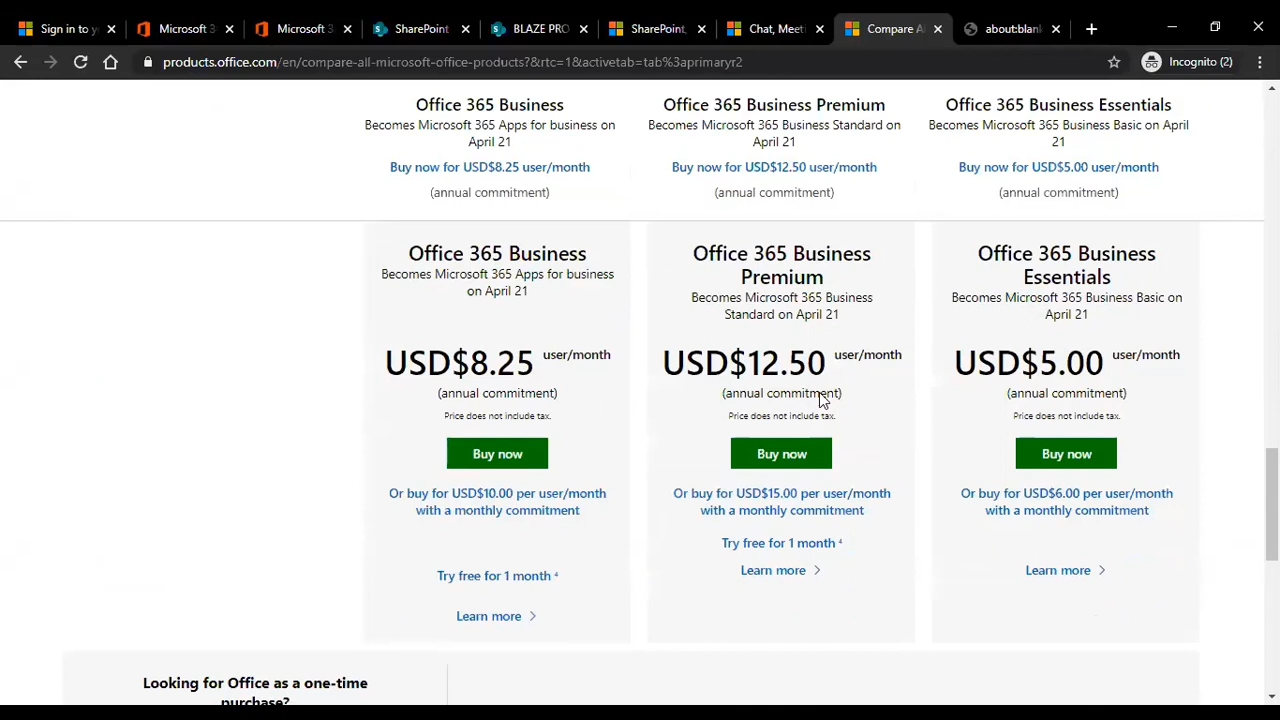 Sign in to yo
Microsoft 3
Microsoft 3
SharePoint
BLAZE PRO
SharePoint,
Chat, Meeti
Compare Al
about:blank
products.office.com/en/compare-all-microsoft-office-products?&rtc=1&activetab=tab%3aprimaryr2
Incognito (2)
Office 365 Business
Becomes Microsoft 365 Apps for business on
April 21
Buy now for USD$8.25 user/month
(annual commitment)
Office 365 Business Premium
Becomes Microsoft 365 Business Standard on
April 21
Buy now for USD$12.50 user/month
(annual commitment)
Office 365 Business Essentials
Becomes Microsoft 365 Business Basic on April
21
Buy now for USD$5.00 user/month
(annual commitment)
Office 365 Business
Becomes Microsoft 365 Apps for business
on April 21
USD$8.25 user/month
(annual commitment)
Price does not include tax.
Buy now
Or buy for USD$10.00 per user/month
with a monthly commitment
Try free for 1 month 4
Learn more
Office 365 Business
Premium
Becomes Microsoft 365 Business
Standard on April 21
USD$12.50 user/month
(annual commitment)
Price does not include tax.
Buy now
Or buy for USD$15.00 per user/month
with a monthly commitment
Try free for 1 month 4
Learn more
Office 365 Business
Essentials
Becomes Microsoft 365 Business Basic on
April 21
USD$5.00 user/month
(annual commitment)
Price does not include tax.
Buy now
Or buy for USD$6.00 per user/month
with a monthly commitment
Learn more
Looking for Office as a one-time
purchase?